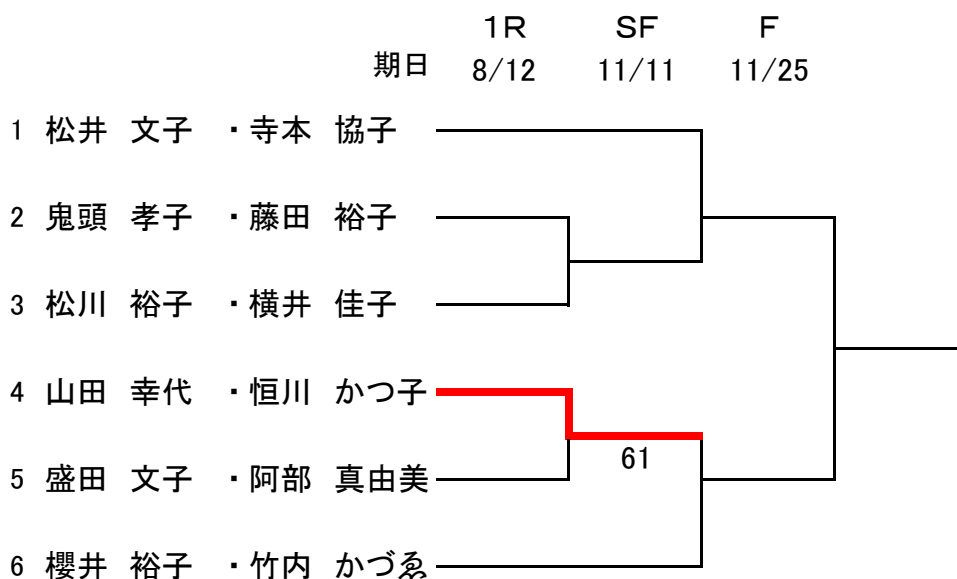 1R SF F
期日 8/12 11/11 11/25
1 松井 文子 ・寺本 協子
2 鬼頭 孝子 ・藤田 裕子
3 松川 裕子 ・横井 佳子
4 山田 幸代 ・恒川 かつ子
61
5 盛田 文子 ・阿部 真由美
6 櫻井 裕子 ・竹内 かづゑ